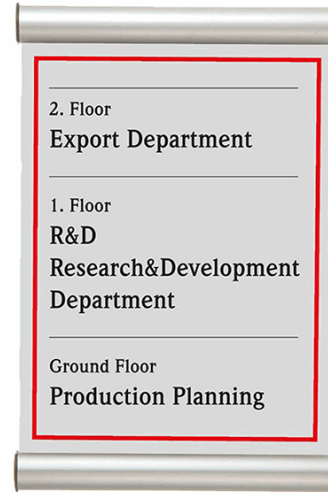 2. Floor
Export Department
1. Floor
R&D
Research&Development
Department
Ground Floor
Production Planning